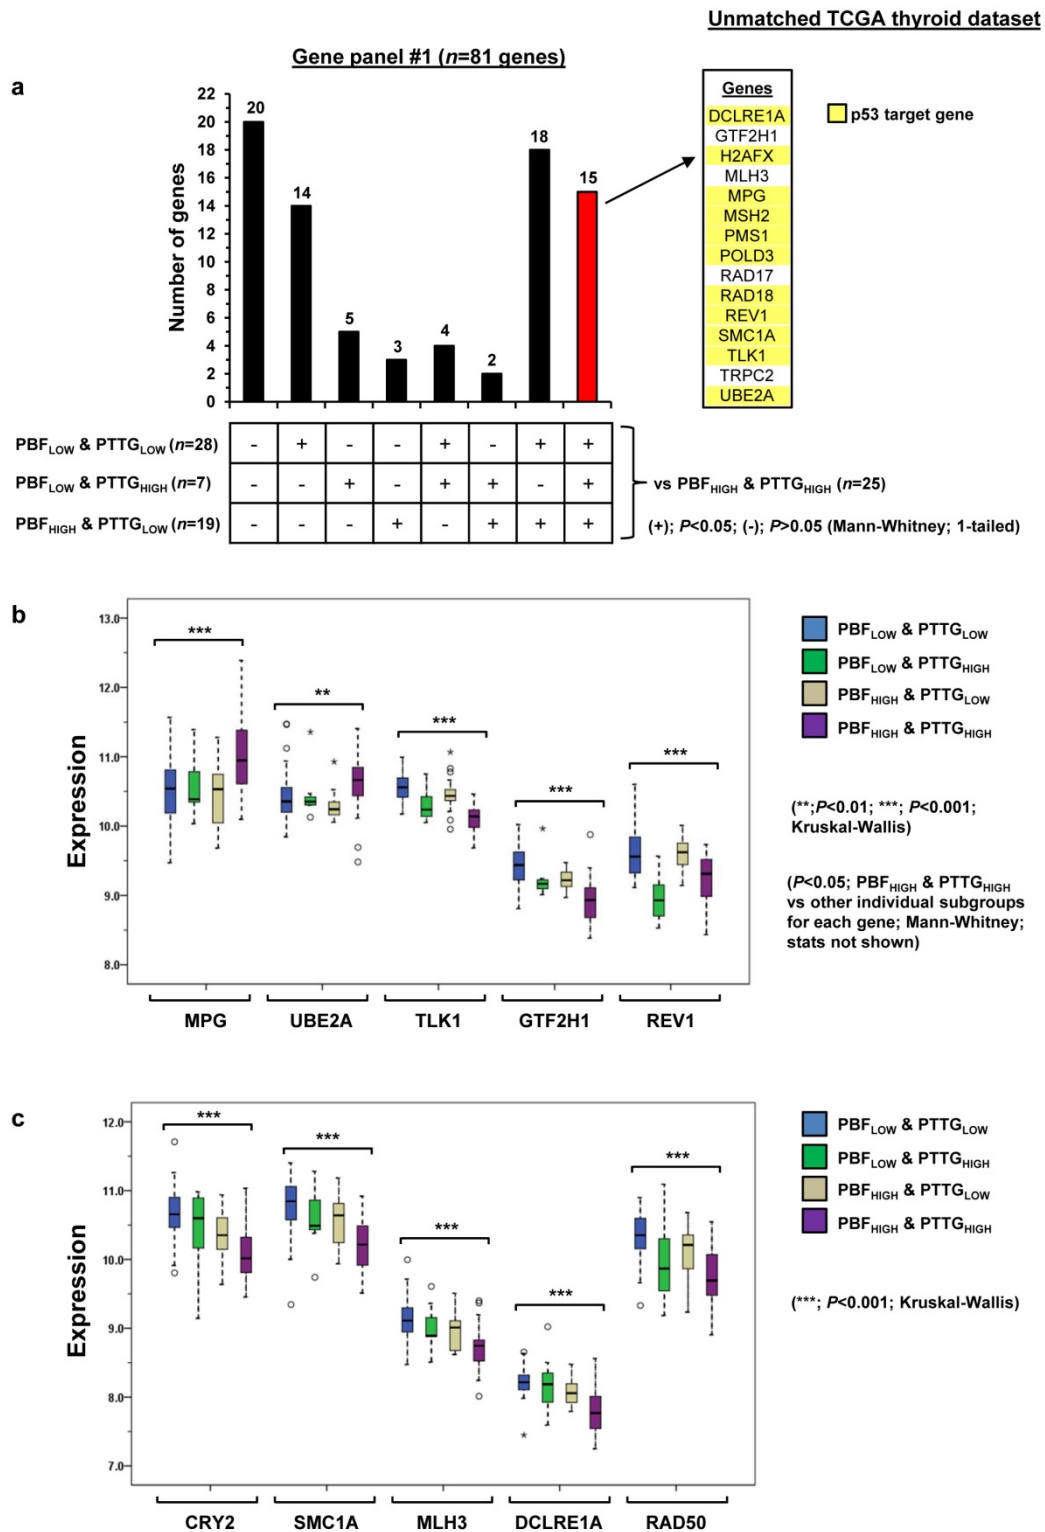 Unmatched TCGA thyroid dataset
Gene panel #1 (n=81 genes)
a
Number of genes
22
20
18
16
14
12
10
8
6
4
2
0
20
14
5
3
4
2
18
15
Genes
DCLRE1A
GTF2H1
H2AFX
MLH3
MPG
MSH2
PMS1
POLD3
RAD17
RAD18
REV1
SMC1A
TLK1
TRPC2
UBE2A
p53 target gene
PBFLOW & PTTGLOW (n=28) - + - - + - + +
PBFLOW & PTTGHIGH (n=7) - - + - + + - +
PBFHIGH & PTTGLOW (n=19) - - - + - + + +
vs PBFHIGH & PTTGHIGH (n=25)
(+); P<0.05; (-); P>0.05 (Mann-Whitney; 1-tailed)
b
Expression
13.0
12.0
11.0
10.0
9.0
8.0
*** ** *** *** ***
MPG UBE2A TLK1 GTF2H1 REV1
PBFLOW & PTTGLOW
PBFLOW & PTTGHIGH
PBFHIGH & PTTGLOW
PBFHIGH & PTTGHIGH
(**;P<0.01; ***; P<0.001;
Kruskal-Wallis)
(P<0.05; PBFHIGH & PTTGHIGH
vs other individual subgroups
for each gene; Mann-Whitney;
stats not shown)
c
Expression
12.0
11.0
10.0
9.0
8.0
7.0
*** *** *** *** ***
CRY2 SMC1A MLH3 DCLRE1A RAD50
PBFLOW & PTTGLOW
PBFLOW & PTTGHIGH
PBFHIGH & PTTGLOW
PBFHIGH & PTTGHIGH
(***; P<0.001; Kruskal-Wallis)